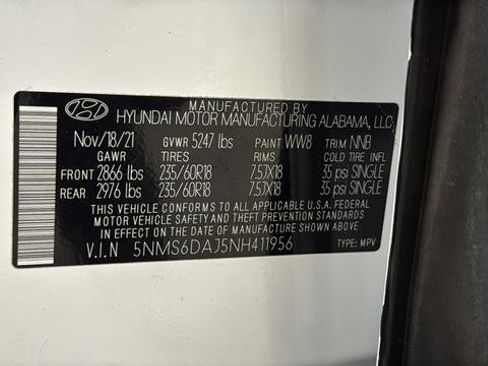 MANUFACTURED BY
HYUNDAI MOTOR MANUFACTURING ALABAMA, LLC
Nov/18/21 GVWR 5247 lbs PAINT WW8 TRIM NNB
GAWR TIRES RIMS COLD TIRE INFL
FRONT 2866 lbs 235/60R18 7.5JX18 35 psi SINGLE
REAR 2976 lbs 235/60R18 7.5JX18 35 psi SINGLE
THIS VEHICLE CONFORMS TO ALL APPLICABLE U.S.A. FEDERAL
MOTOR VEHICLE SAFETY AND THEFT PREVENTION STANDARDS
IN EFFECT ON THE DATE OF MANUFACTURE SHOWN ABOVE
V.I.N 5NMS6DAJ5NH411956 TYPE: MPV